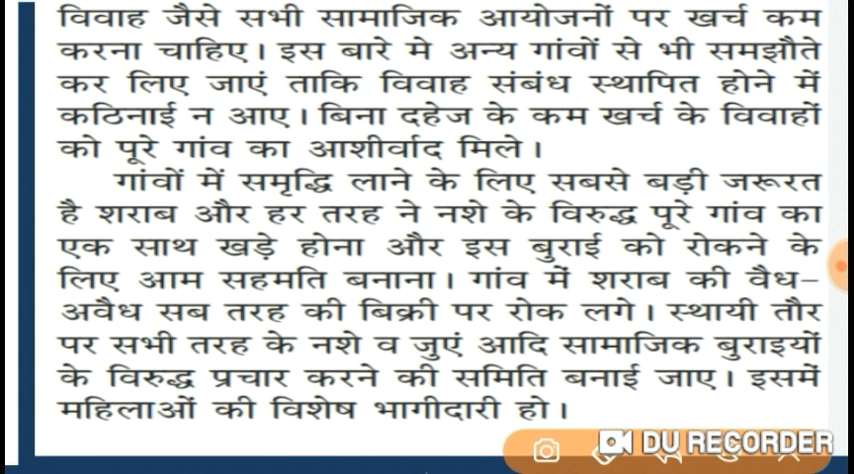 विवाह जैसे सभी सामाजिक आयोजनों पर खर्च कम
करना चाहिए। इस बारे मे अन्य गांवों से भी समझौते
कर लिए जाएं ताकि विवाह संबंध स्थापित होने में
कठिनाई न आए। बिना दहेज के कम खर्च के विवाहों
को पूरे गांव का आशीर्वाद मिले।
गांवों में समृद्धि लाने के लिए सबसे बड़ी जरूरत
है शराब और हर तरह ने नशे के विरुद्ध पूरे गांव का
एक साथ खड़े होना और इस बुराई को रोकने के
लिए आम सहमति बनाना। गांव में शराब की वैध–
अवैध सब तरह की बिक्री पर रोक लगे। स्थायी तौर
पर सभी तरह के नशे व जुएं आदि सामाजिक बुराइयों
के विरुद्ध प्रचार करने की समिति बनाई जाए। इसमें
महिलाओं की विशेष भागीदारी हो।
DU RECORDER